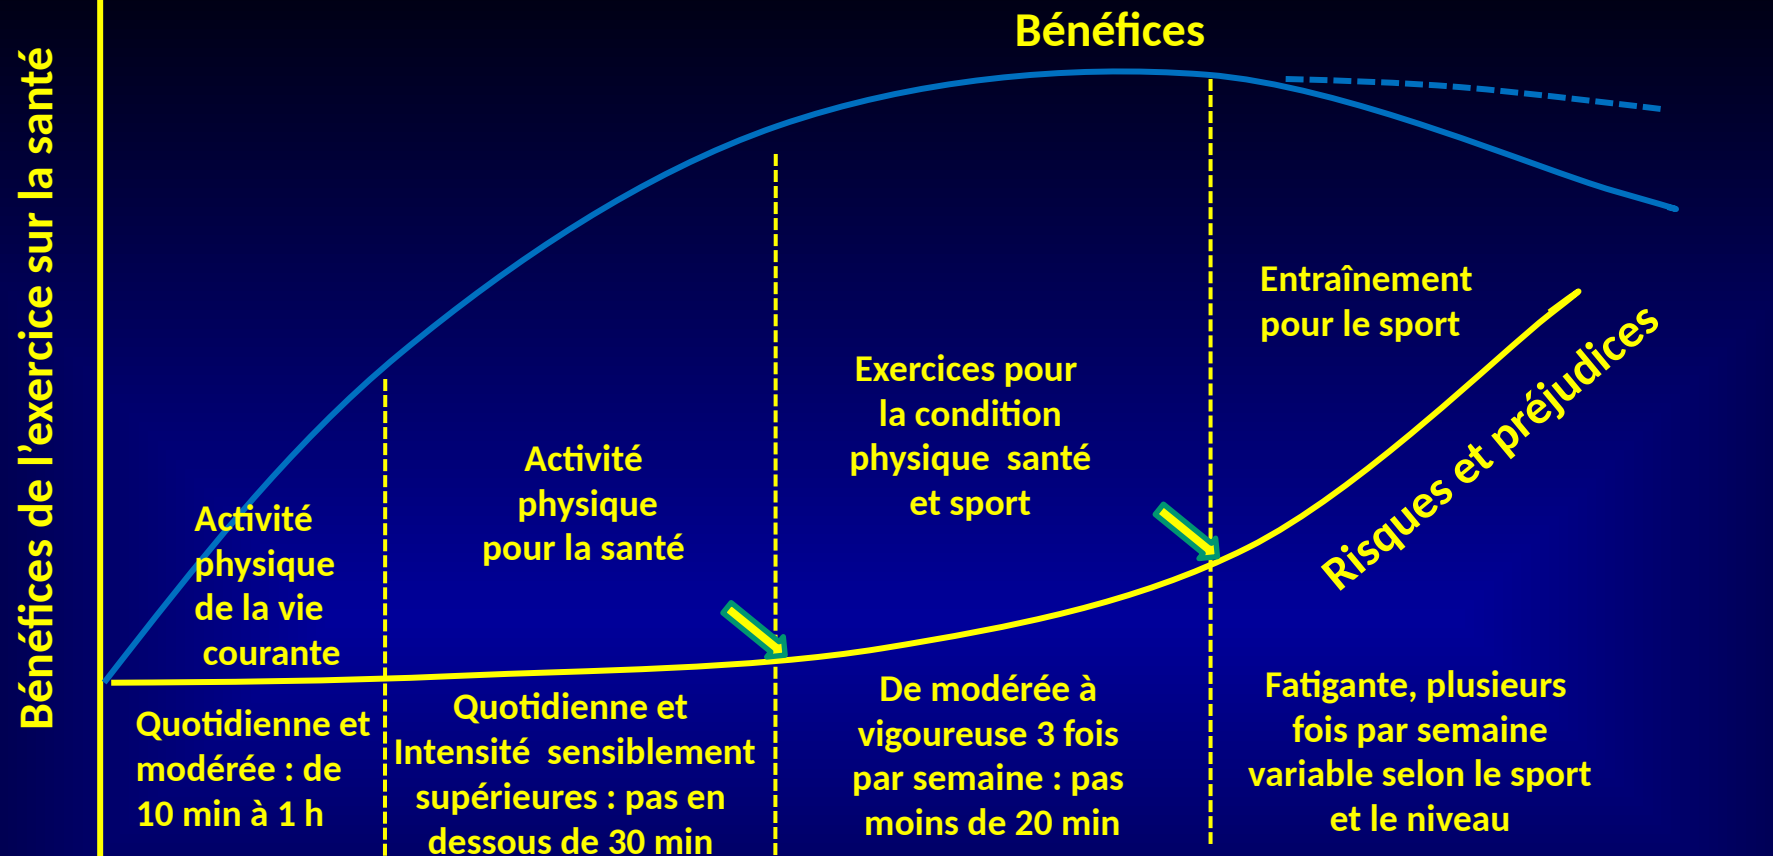 Bénéfices
Bénéfices de l’exercice sur la santé
Activité
physique
de la vie
courante
Activité
physique
pour la santé
Exercices pour
la condition
physique  santé
et sport
Entraînement
pour le sport
Risques et préjudices
Quotidienne et
modérée : de
10 min à 1 h
Quotidienne et
Intensité  sensiblement
supérieures : pas en
dessous de 30 min
De modérée à
vigoureuse 3 fois
par semaine : pas
moins de 20 min
Fatigante, plusieurs
fois par semaine
variable selon le sport
et le niveau